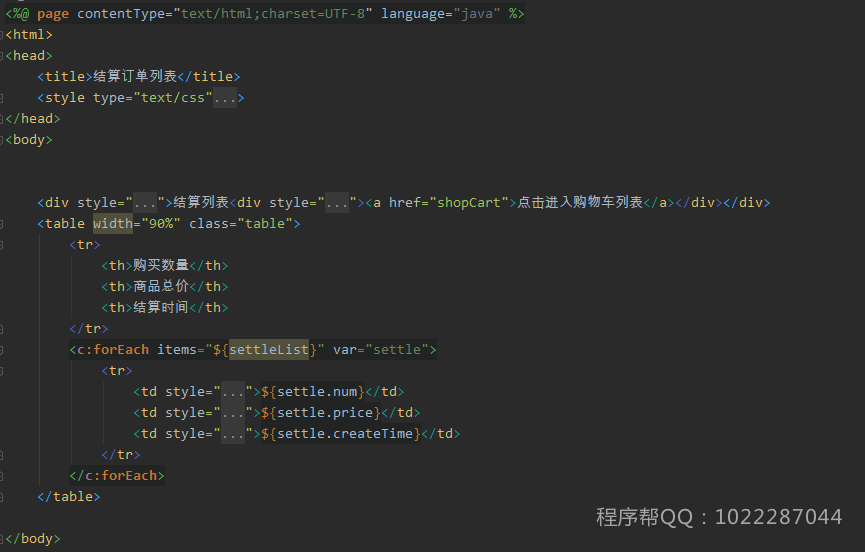 <%@ page contentType="text/html;charset=UTF-8" language="java" %>
<html>
<head>
    <title>结算订单列表</title>
    <style type="text/css"...>
</head>
<body>
    <div style="...">结算列表<div style="..."><a href="shopCart">点击进入购物车列表</a></div></div>
    <table width="90%" class="table">
        <tr>
            <th>购买数量</th>
            <th>商品总价</th>
            <th>结算时间</th>
        </tr>
        <c:forEach items="${settleList}" var="settle">
            <tr>
                <td style="...">${settle.num}</td>
                <td style="...">${settle.price}</td>
                <td style="...">${settle.createTime}</td>
            </tr>
        </c:forEach>
    </table>
程序帮QQ：1022287044
</body>